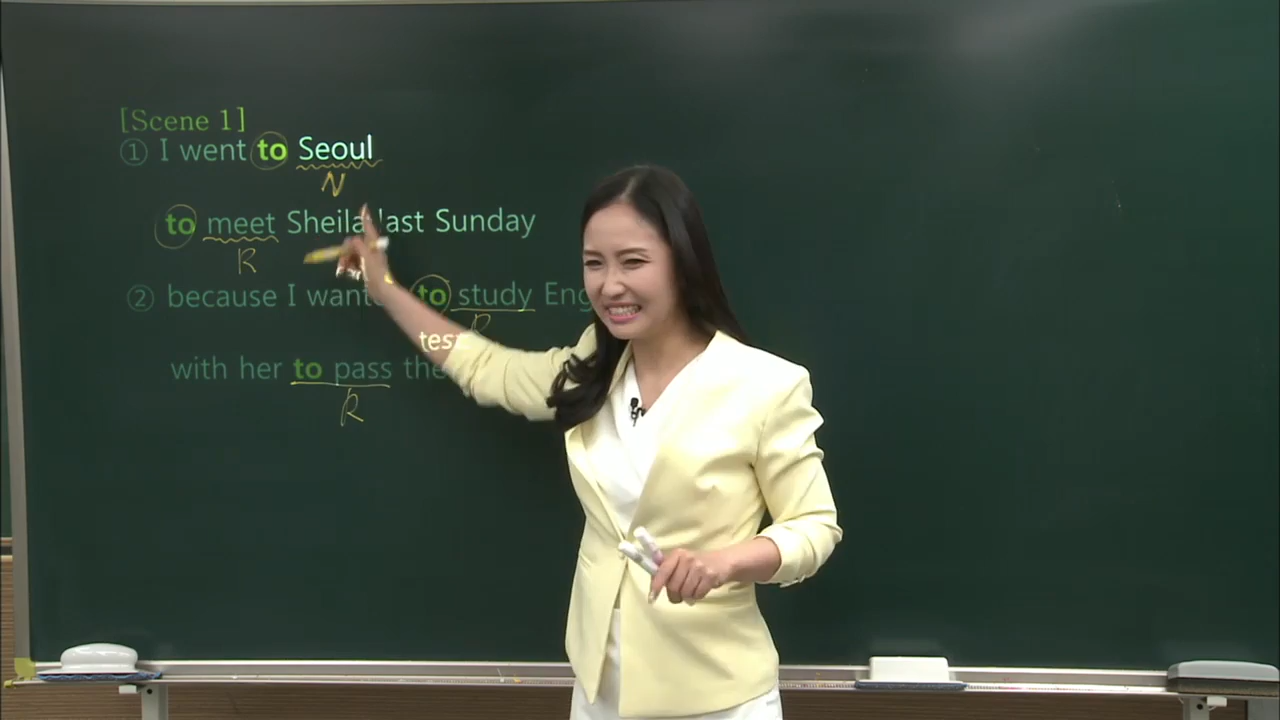 [Scene 1]
① I went to Seoul
N
to meet Sheila last Sunday
R
② because I to study
R
with her to pass the test
R